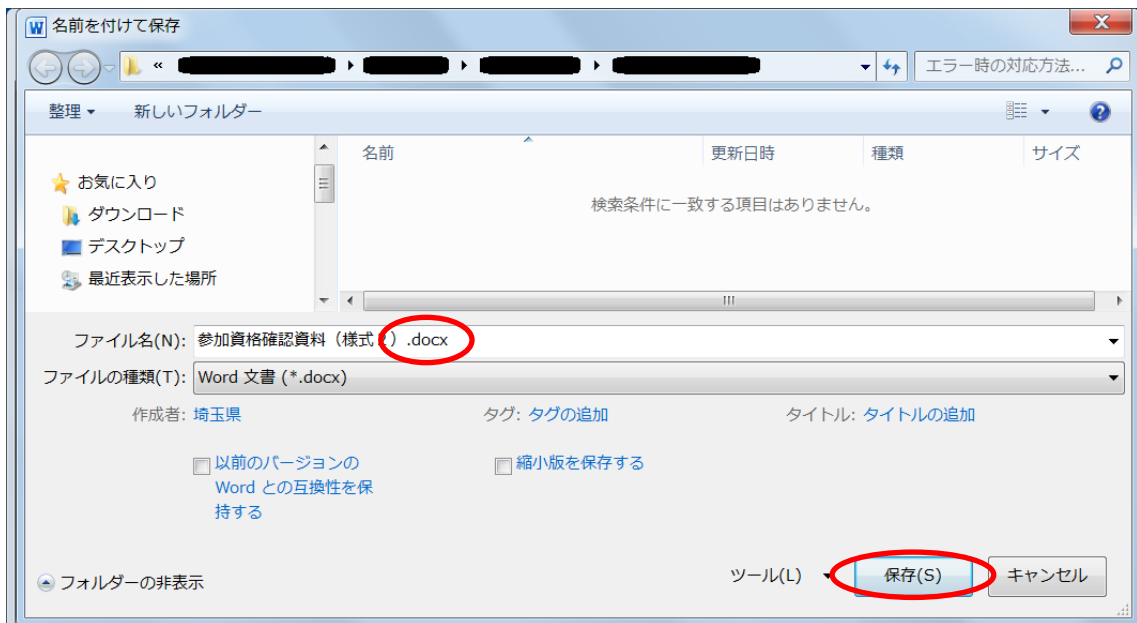 名前を付けて保存
« エラー時の対応方法...
整理 新しいフォルダー
名前 更新日時 種類 サイズ
お気に入り
ダウンロード
デスクトップ
最近表示した場所
検索条件に一致する項目はありません。
ファイル名(N): 参加資格確認資料（様式２）.docx
ファイルの種類(T): Word 文書 (*.docx)
作成者: 埼玉県 タグ: タグの追加 タイトル: タイトルの追加
以前のバージョンの
Word との互換性を保
持する
縮小版を保存する
フォルダーの非表示 ツール(L) 保存(S) キャンセル